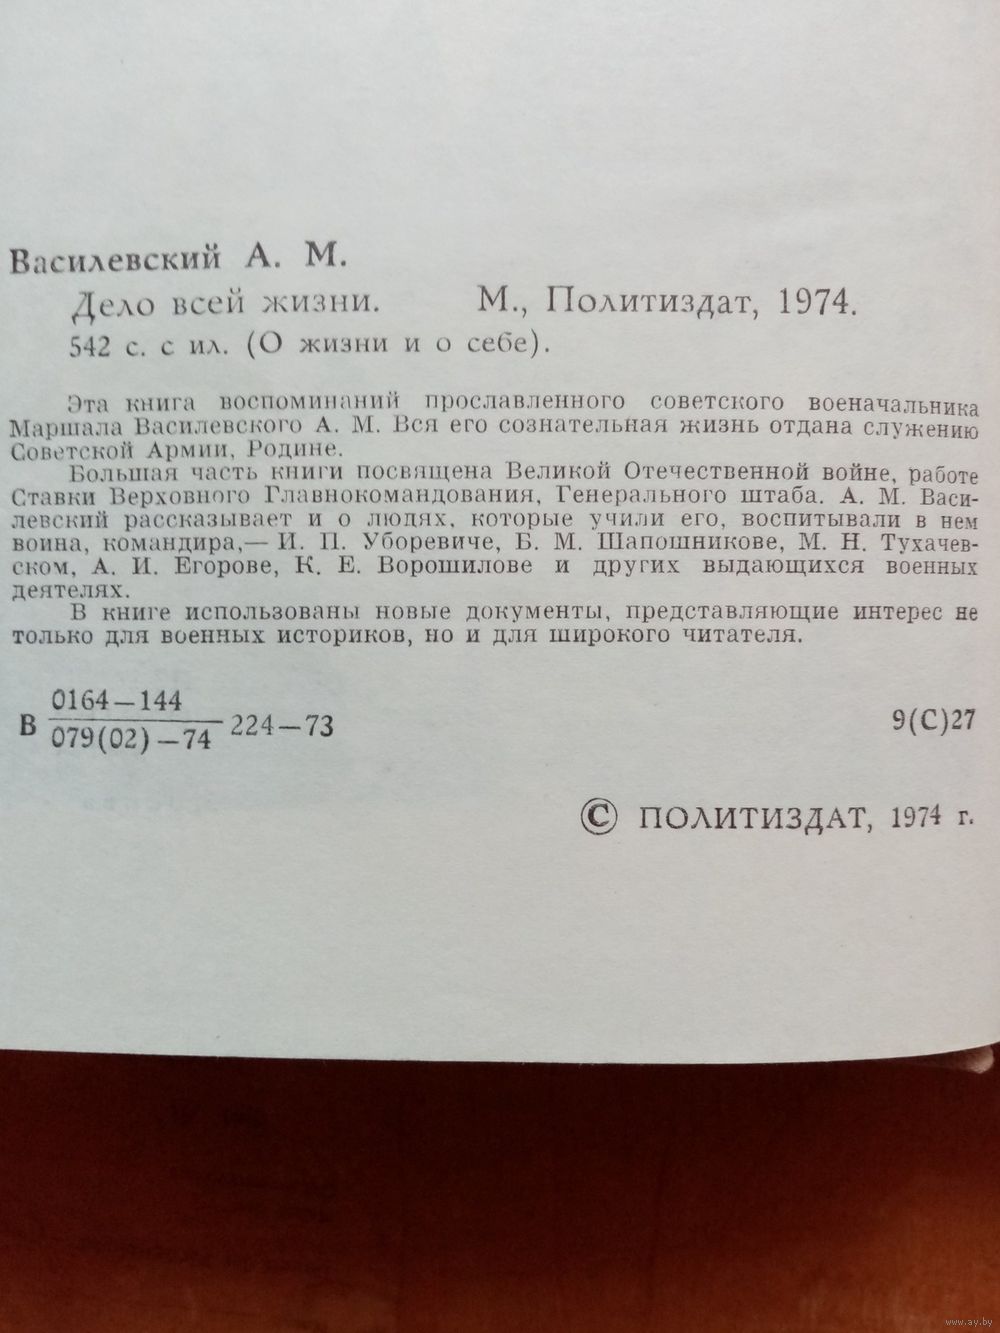 Василевский А. М.
Дело всей жизни. М., Политиздат, 1974.
542 с. с ил. (О жизни и о себе).
Эта книга воспоминаний прославленного советского военачальника
Маршала Василевского А. М. Вся его сознательная жизнь отдана служению
Советской Армии, Родине.
Большая часть книги посвящена Великой Отечественной войне, работе
Ставки Верховного Главнокомандования, Генерального штаба. А. М. Васи-
левский рассказывает и о людях, которые учили его, воспитывали в нем
воина, командира,— И. П. Уборевиче, Б. М. Шапошникове, М. Н. Тухачев-
ском, А. И. Егорове, К. Е. Ворошилове и других выдающихся военных
деятелях.
В книге использованы новые документы, представляющие интерес не
только для военных историков, но и для широкого читателя.
0164—144
В 079(02)—74 224—73 9(С)27
© ПОЛИТИЗДАТ, 1974 г.
www.ay.by